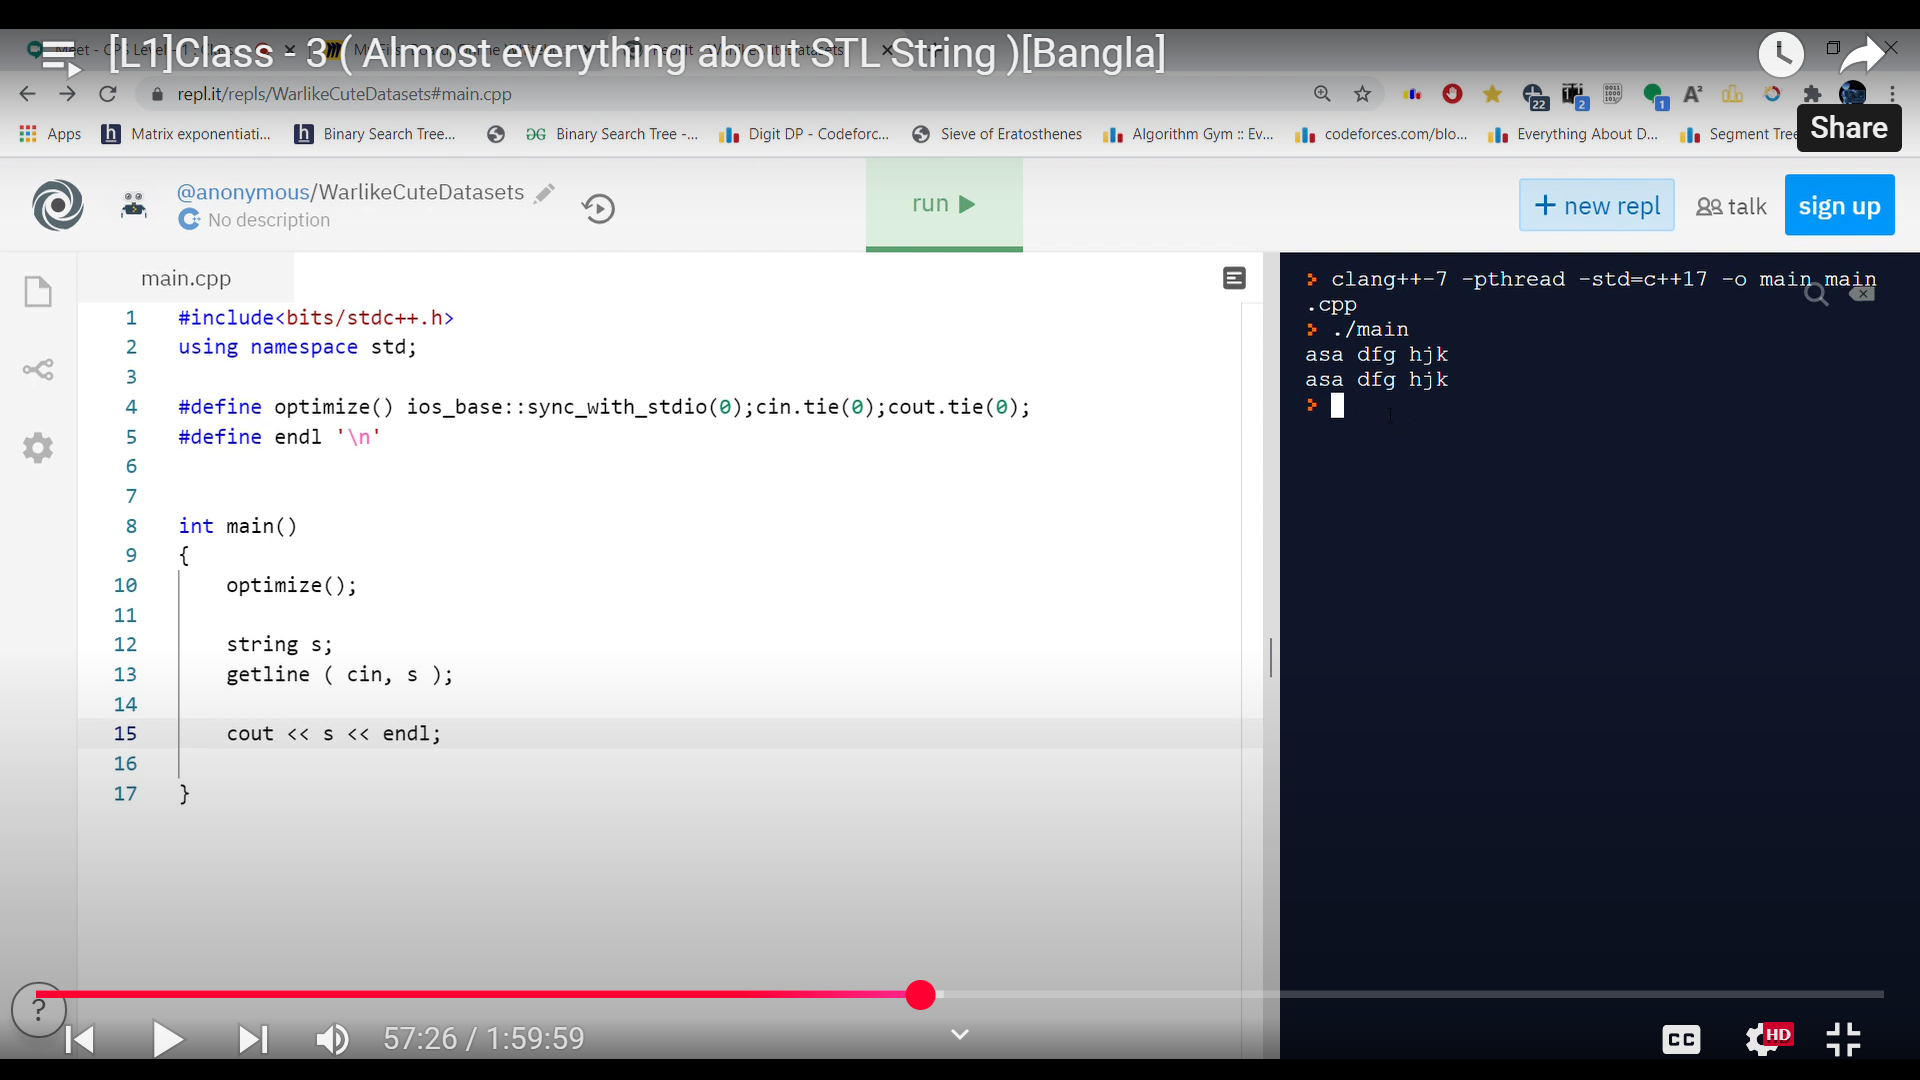 [L1]Class - 3 ( Almost everything about STL String )[Bangla]
repl.it/repls/WarlikeCuteDatasets#main.cpp
22 2 1
Apps Matrix exponentiati... Binary Search Tree... Binary Search Tree -... Digit DP - Codeforc... Sieve of Eratosthenes Algorithm Gym :: Ev... codeforces.com/blo... Everything About D... Segment Tree
Share
@anonymous/WarlikeCuteDatasets
No description
run
+ new repl
talk
sign up
main.cpp
1 #include<bits/stdc++.h>
2 using namespace std;
3
4 #define optimize() ios_base::sync_with_stdio(0);cin.tie(0);cout.tie(0);
5 #define endl '\n'
6
7
8 int main()
9 {
10 optimize();
11
12 string s;
13 getline ( cin, s );
14
15 cout << s << endl;
16
17 }
> clang++-7 -pthread -std=c++17 -o main main
.cpp
> ./main
asa dfg hjk
asa dfg hjk
>
?
57:26 / 1:59:59
CC
HD